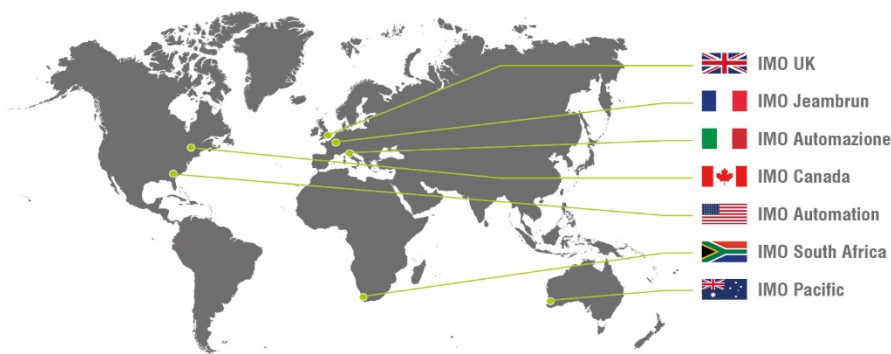 IMO UK
IMO Jeambrun
IMO Automazione
IMO Canada
IMO Automation
IMO South Africa
IMO Pacific